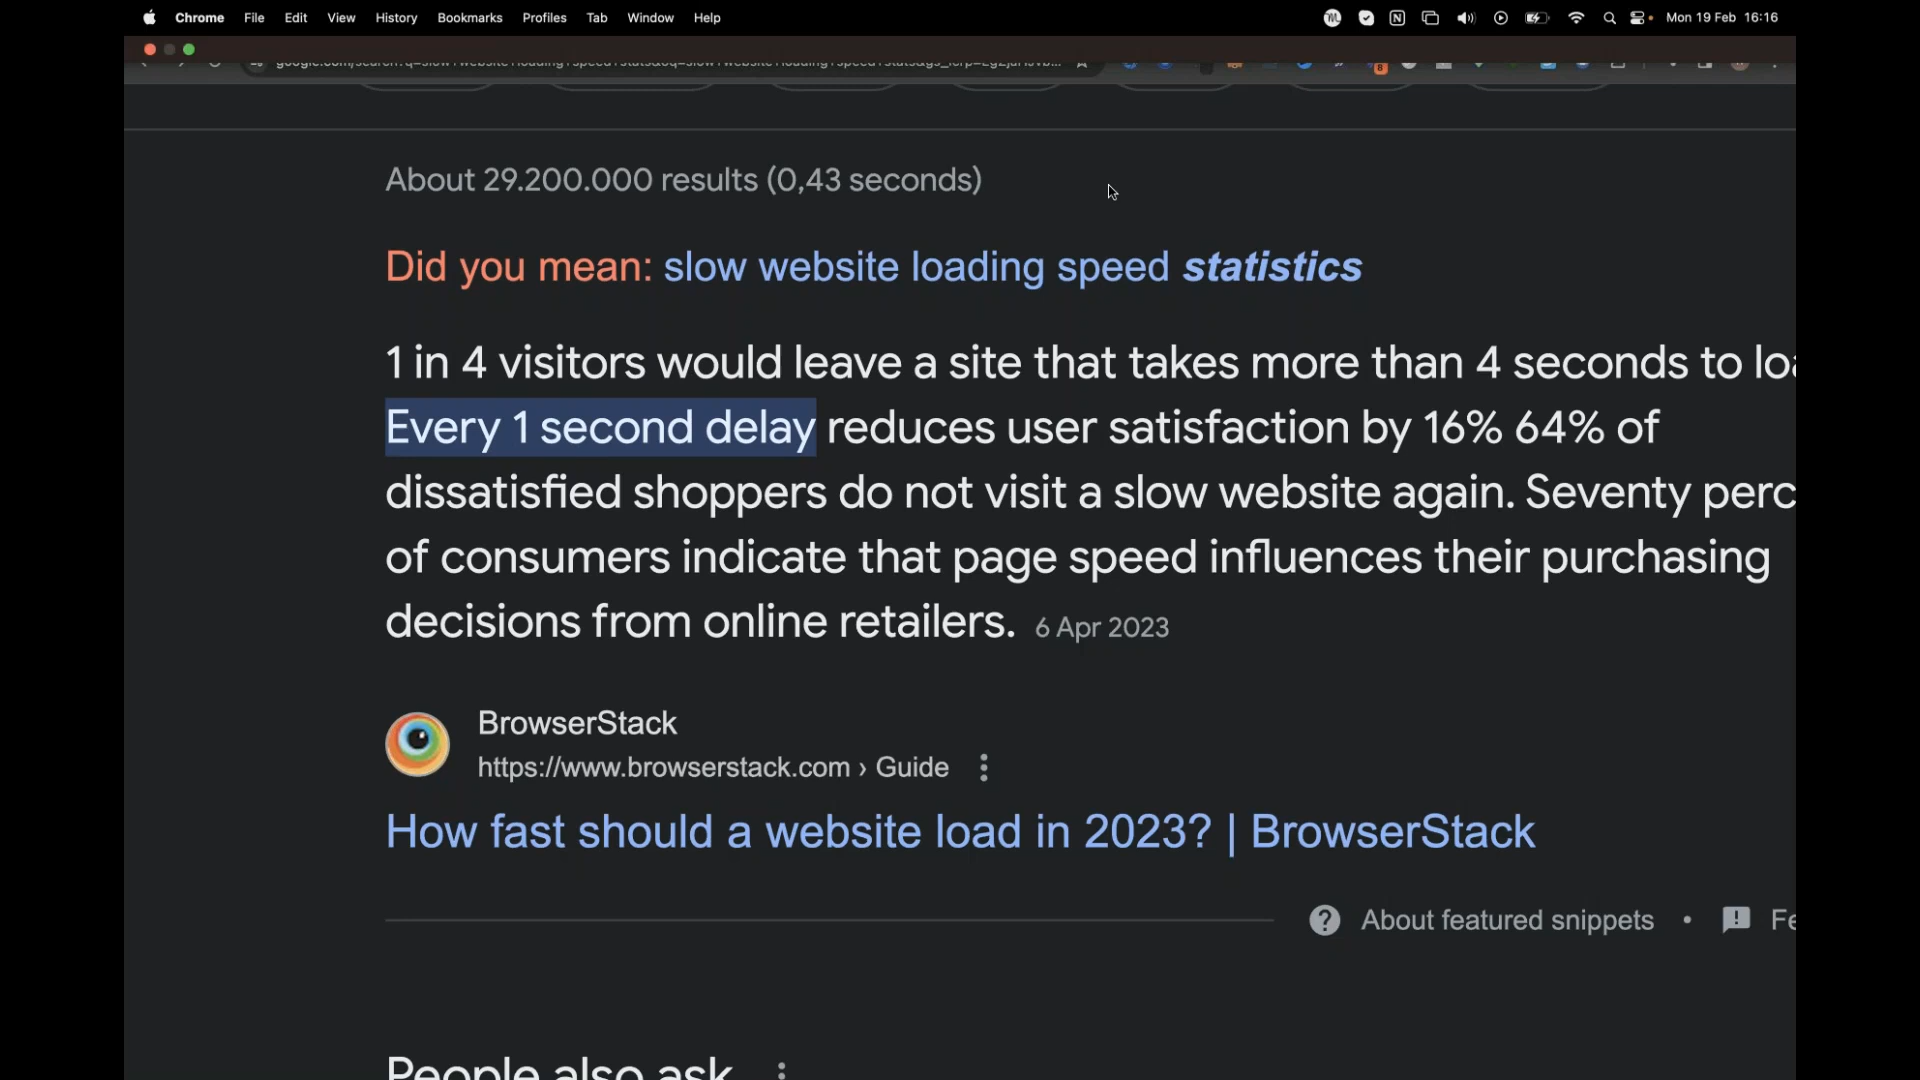 Chrome File Edit View History Bookmarks Profiles Tab Window Help Mon 19 Feb 16:16
8
About 29.200.000 results (0,43 seconds)
Did you mean: slow website loading speed statistics
1 in 4 visitors would leave a site that takes more than 4 seconds to
Every 1 second delay reduces user satisfaction by 16% 64% of
dissatisfied shoppers do not visit a slow website again. Seventy perc
of consumers indicate that page speed influences their purchasing
decisions from online retailers. 6 Apr 2023
BrowserStack
https://www.browserstack.com › Guide
How fast should a website load in 2023? | BrowserStack
About featured snippets •
People also ask